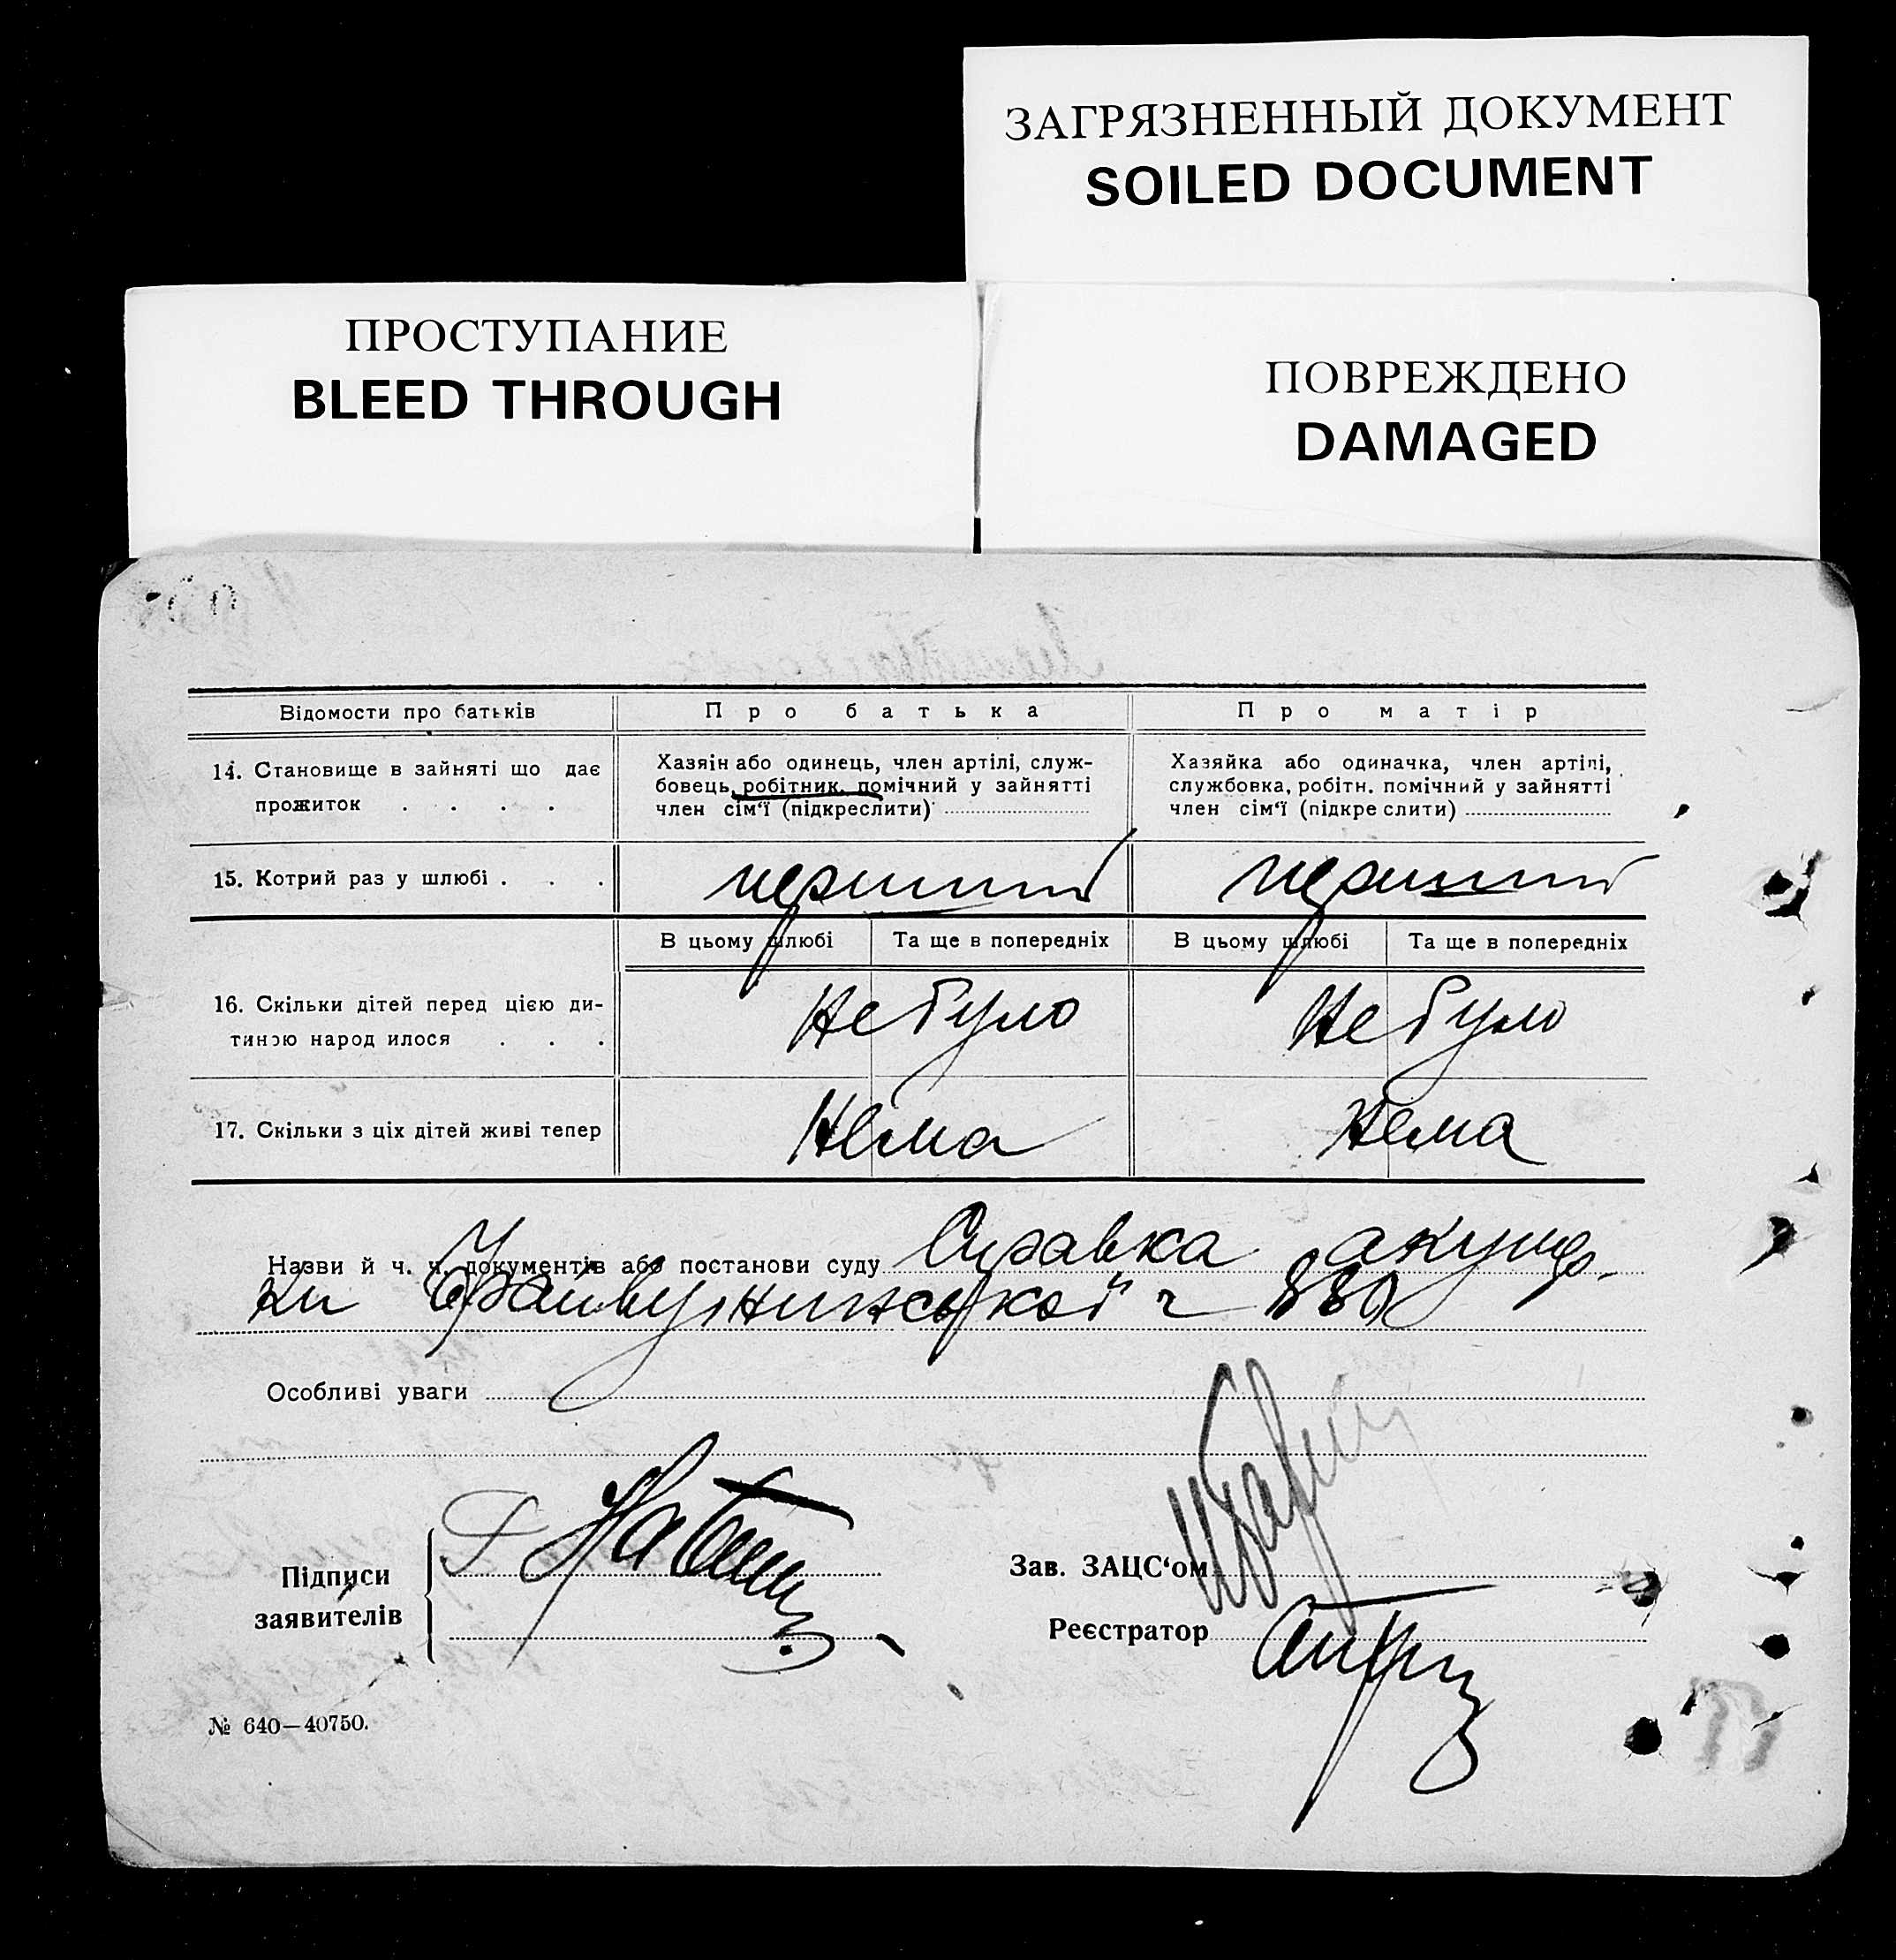 ЗАГРЯЗНЕННЫЙ ДОКУМЕНТ
SOILED DOCUMENT
ПРОСТУПАНИЕ
BLEED THROUGH
ПОВРЕЖДЕНО
DAMAGED
Відомости про батьків
Про батька
Про матір
14. Становище в зайняті що дає
прожиток . . . .
Хазяїн або одинець, член артілі, служ-
бовець, робітник. помічний у зайнятті
член сім'ї (підкреслити)
Хазяйка або одиначка, член артілі,
службовка, робітн. помічний у зайнятті
член сім'ї (підкреслити)
15. Котрий раз у шлюбі . . .
перший
перший
В цьому шлюбі
Та ще в попередніх
В цьому шлюбі
Та ще в попередніх
16. Скільки дітей перед цією ди-
тиною народилося . . .
Не було
Не було
17. Скільки з ціх дітей живі тепер
Нема
Нема
Назви й ч. ч. документів або постанови суду Справка акушер-
ки ч 880
Особливі уваги
Підписи
заявителів
Зав. ЗАЦС'ом
Реєстратор
№ 640—40750.